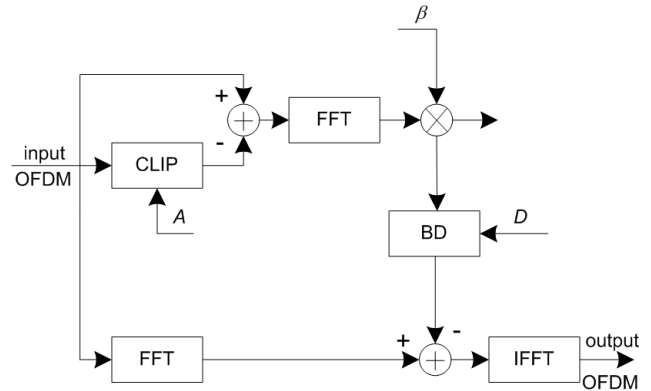 β
+
FFT
-
input
OFDM
CLIP
A
BD
D
-
+
FFT
IFFT
output
OFDM